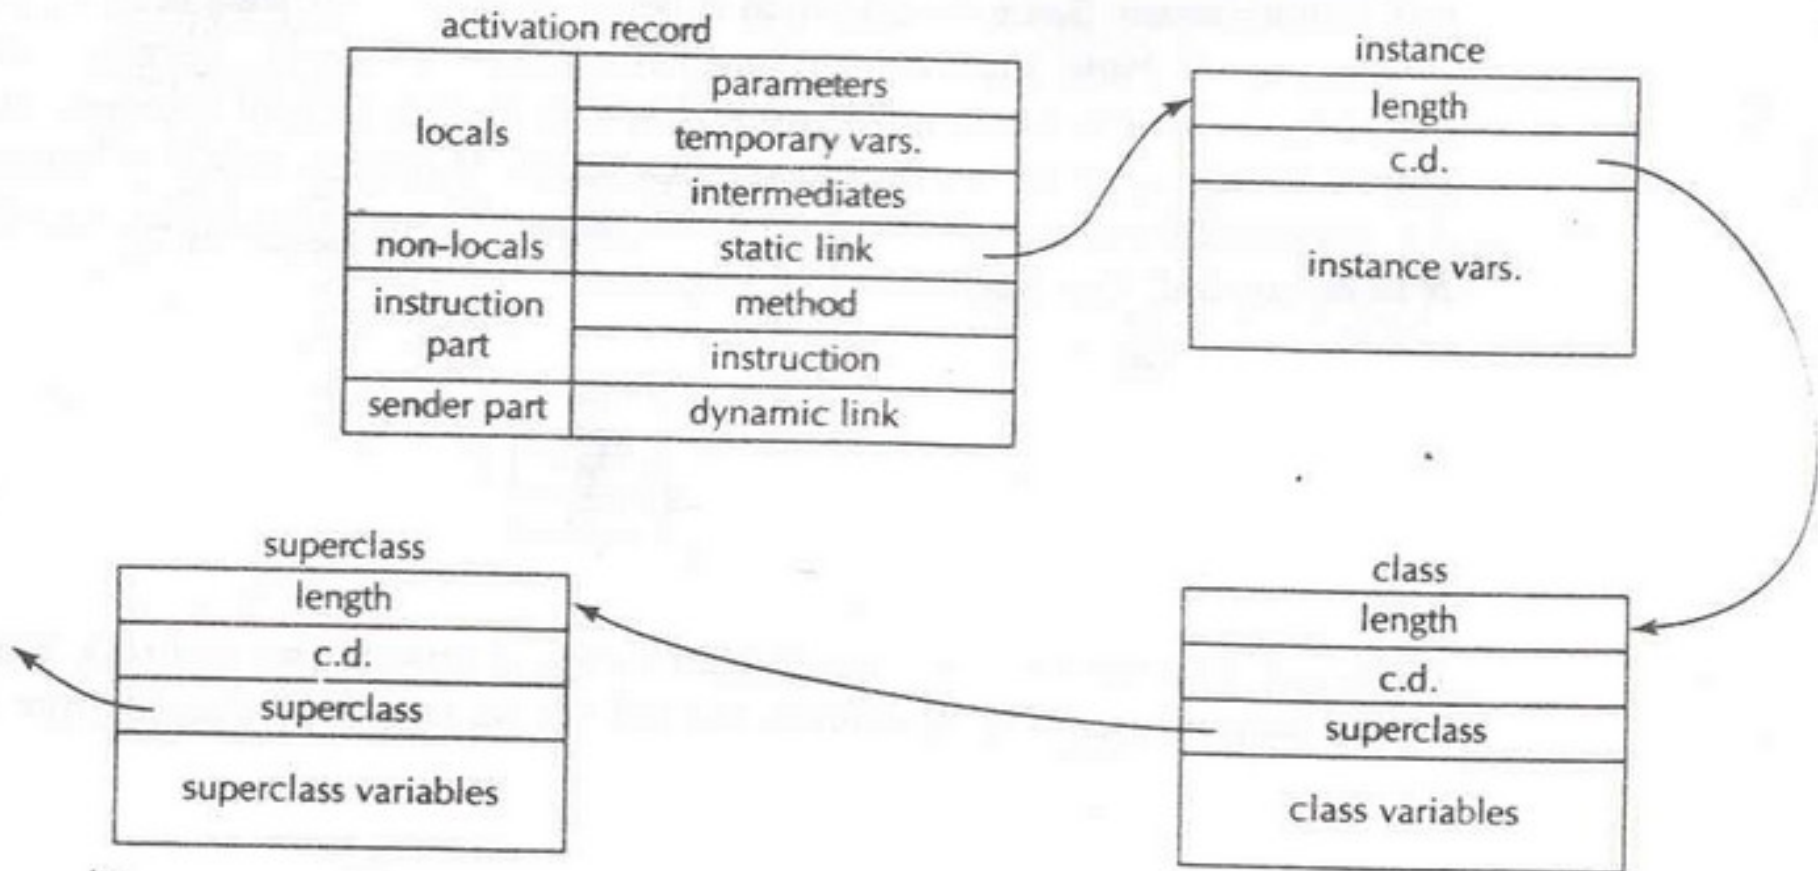 activation record
locals
parameters
temporary vars.
intermediates
non-locals
static link
instruction
part
method
instruction
sender part
dynamic link
instance
length
c.d.
instance vars.
superclass
length
c.d.
superclass
superclass variables
class
length
c.d.
superclass
class variables